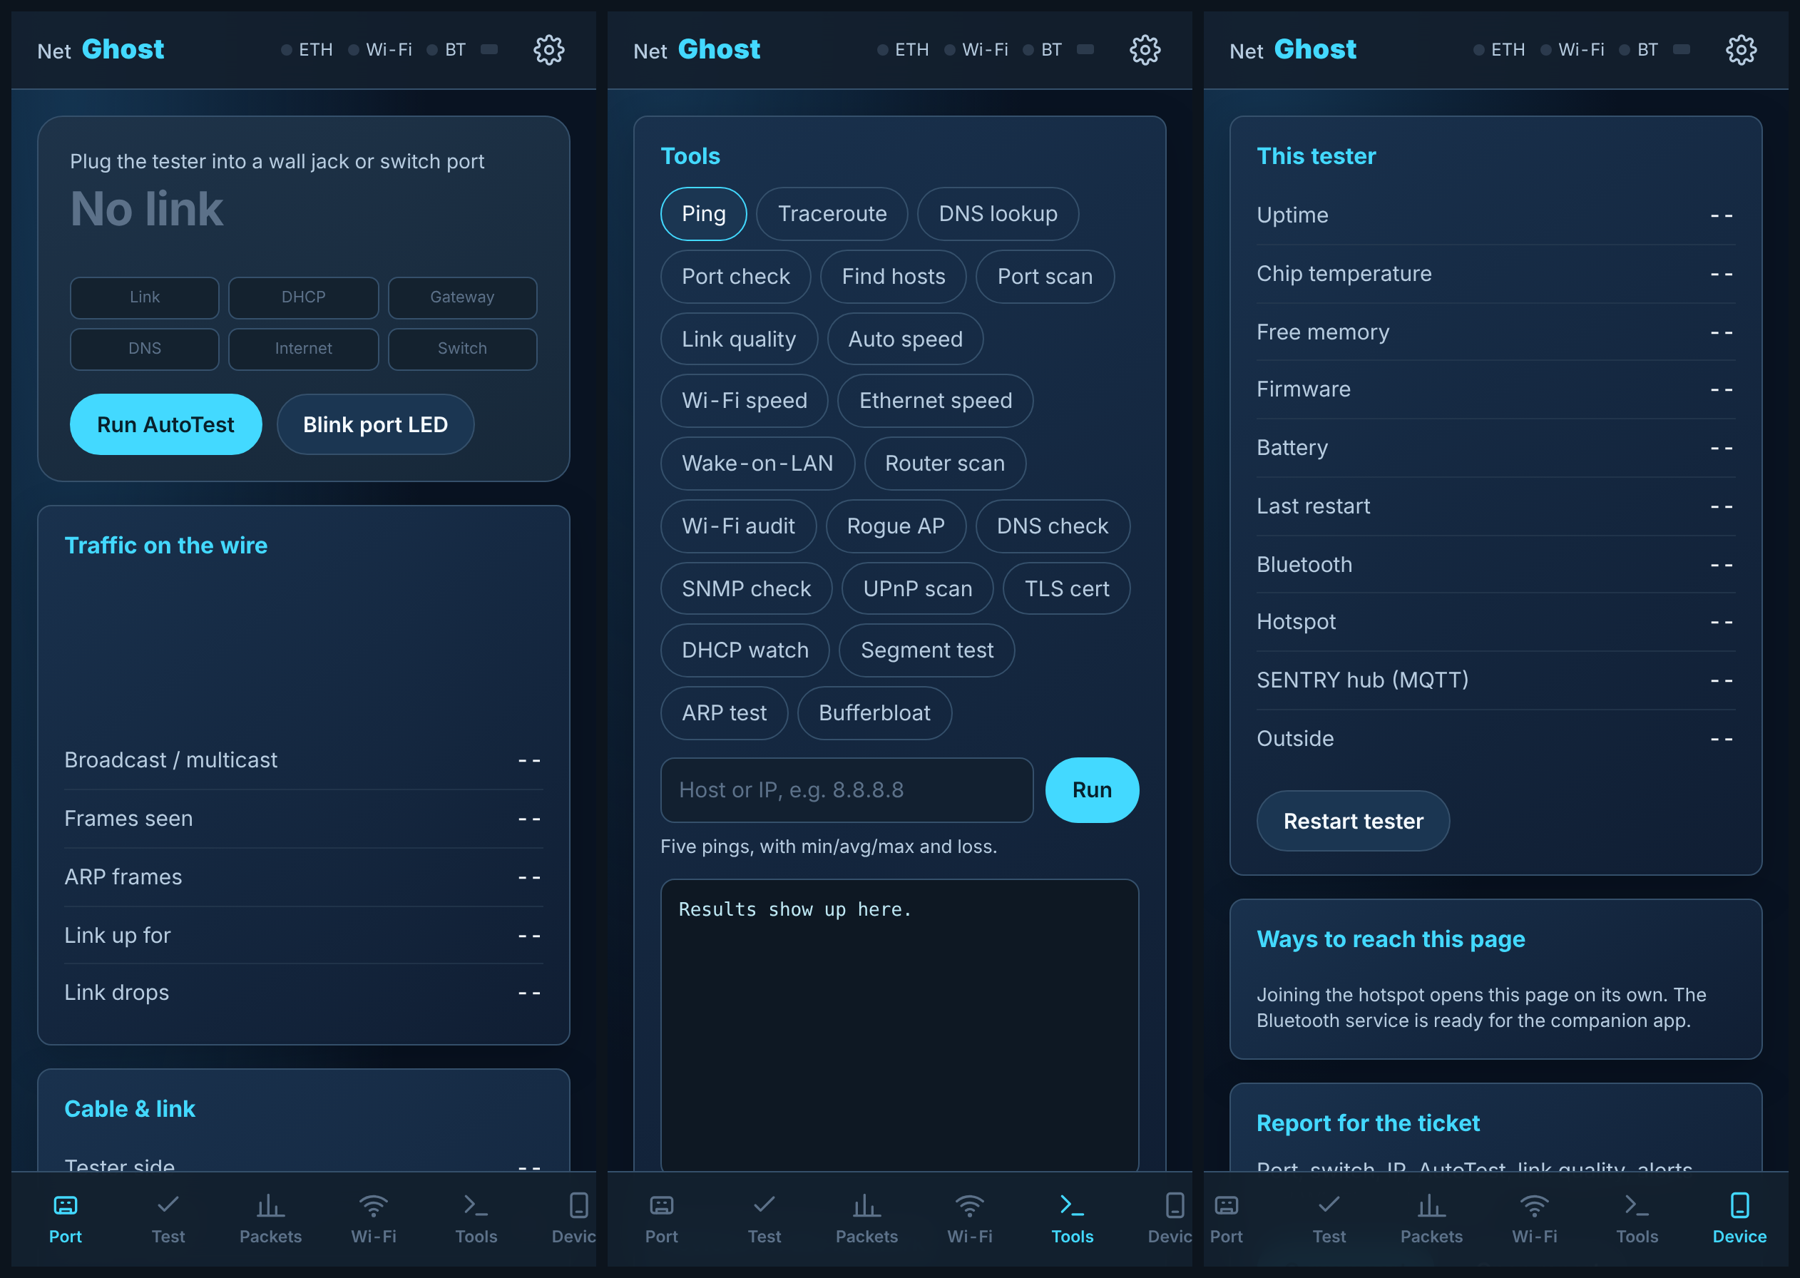 Net Ghost ETH Wi-Fi BT
Plug the tester into a wall jack or switch port
No link
Link DHCP Gateway
DNS Internet Switch
Run AutoTest Blink port LED
Traffic on the wire
Broadcast / multicast --
Frames seen --
ARP frames --
Link up for --
Link drops --
Cable & link
Tester side --
Port Test Packets Wi-Fi Tools Devic
Net Ghost ETH Wi-Fi BT
Tools
Ping Traceroute DNS lookup
Port check Find hosts Port scan
Link quality Auto speed
Wi-Fi speed Ethernet speed
Wake-on-LAN Router scan
Wi-Fi audit Rogue AP DNS check
SNMP check UPnP scan TLS cert
DHCP watch Segment test
ARP test Bufferbloat
Host or IP, e.g. 8.8.8.8 Run
Five pings, with min/avg/max and loss.
Results show up here.
Port Test Packets Wi-Fi Tools Devic
Net Ghost ETH Wi-Fi BT
This tester
Uptime --
Chip temperature --
Free memory --
Firmware --
Battery --
Last restart --
Bluetooth --
Hotspot --
SENTRY hub (MQTT) --
Outside --
Restart tester
Ways to reach this page
Joining the hotspot opens this page on its own. The
Bluetooth service is ready for the companion app.
Report for the ticket
Port, switch, IP, AutoTest, link quality, alerts
Port Test Packets Wi-Fi Tools Device